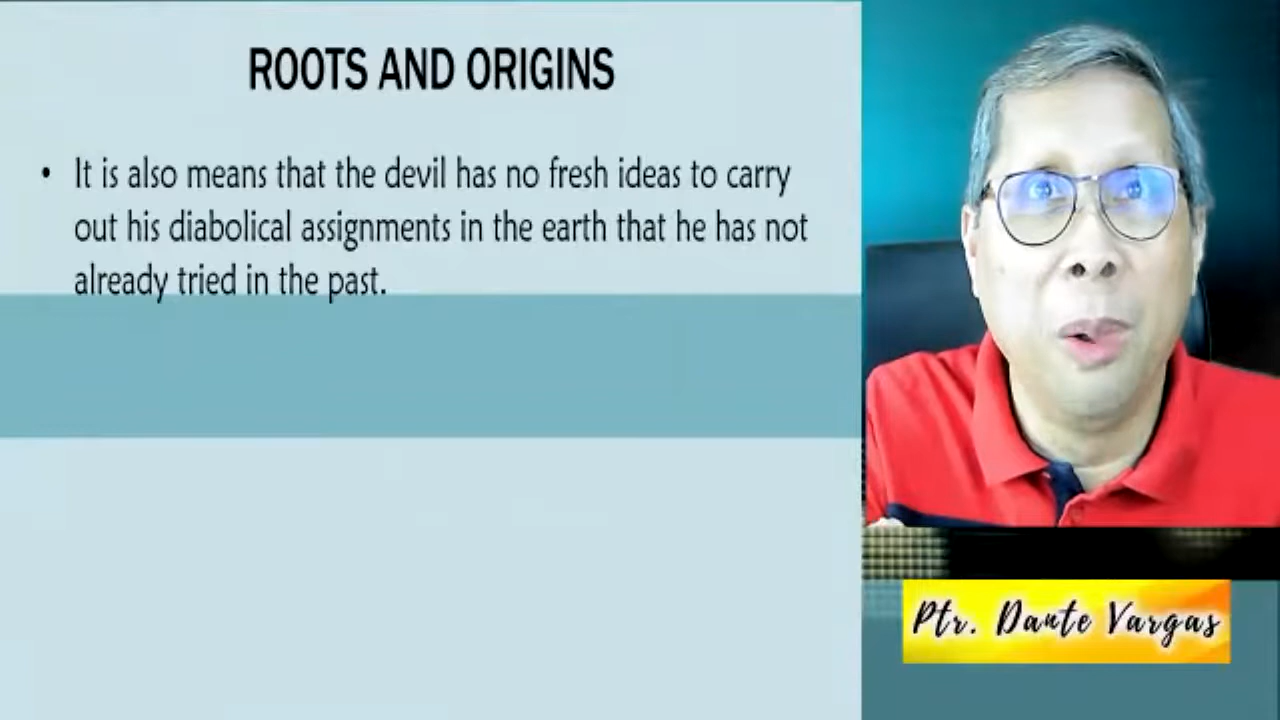 ROOTS AND ORIGINS
• It is also means that the devil has no fresh ideas to carry
out his diabolical assignments in the earth that he has not
already tried in the past.
Ptr. Dante Vargas